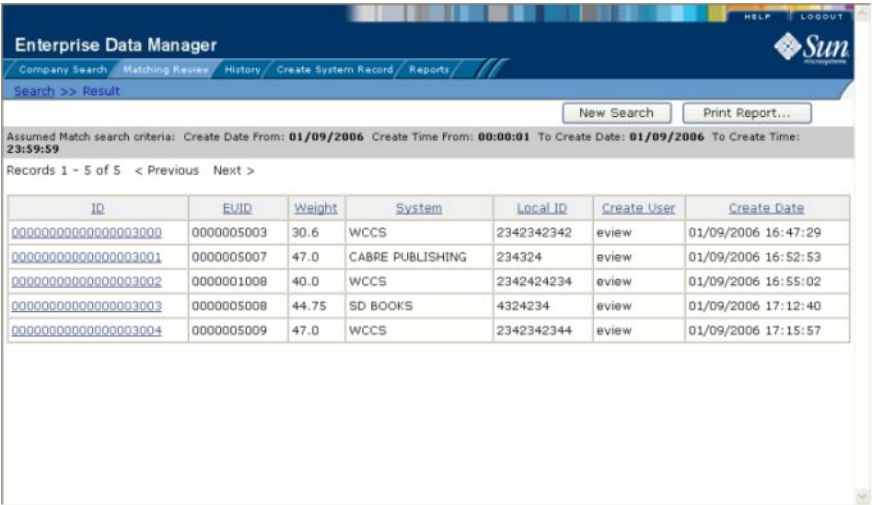 HELP LOGOUT
Enterprise Data Manager
Sun
microsystems
Company Search Matching Review History Create System Record Reports
Search >> Result
New Search Print Report...
Assumed Match search criteria: Create Date From: 01/09/2006 Create Time From: 00:00:01 To Create Date: 01/09/2006 To Create Time:
23:59:59
Records 1 - 5 of 5 < Previous Next >
ID EUID Weight System Local ID Create User Create Date
00000000000000003000 0000005003 30.6 WCCS 2342342342 eview 01/09/2006 16:47:29
00000000000000003001 0000005007 47.0 CABRE PUBLISHING 234324 eview 01/09/2006 16:52:53
00000000000000003002 0000001008 40.0 WCCS 2342424234 eview 01/09/2006 16:55:02
00000000000000003003 0000005008 44.75 SD BOOKS 4324234 eview 01/09/2006 17:12:40
00000000000000003004 0000005009 47.0 WCCS 2342342344 eview 01/09/2006 17:15:57